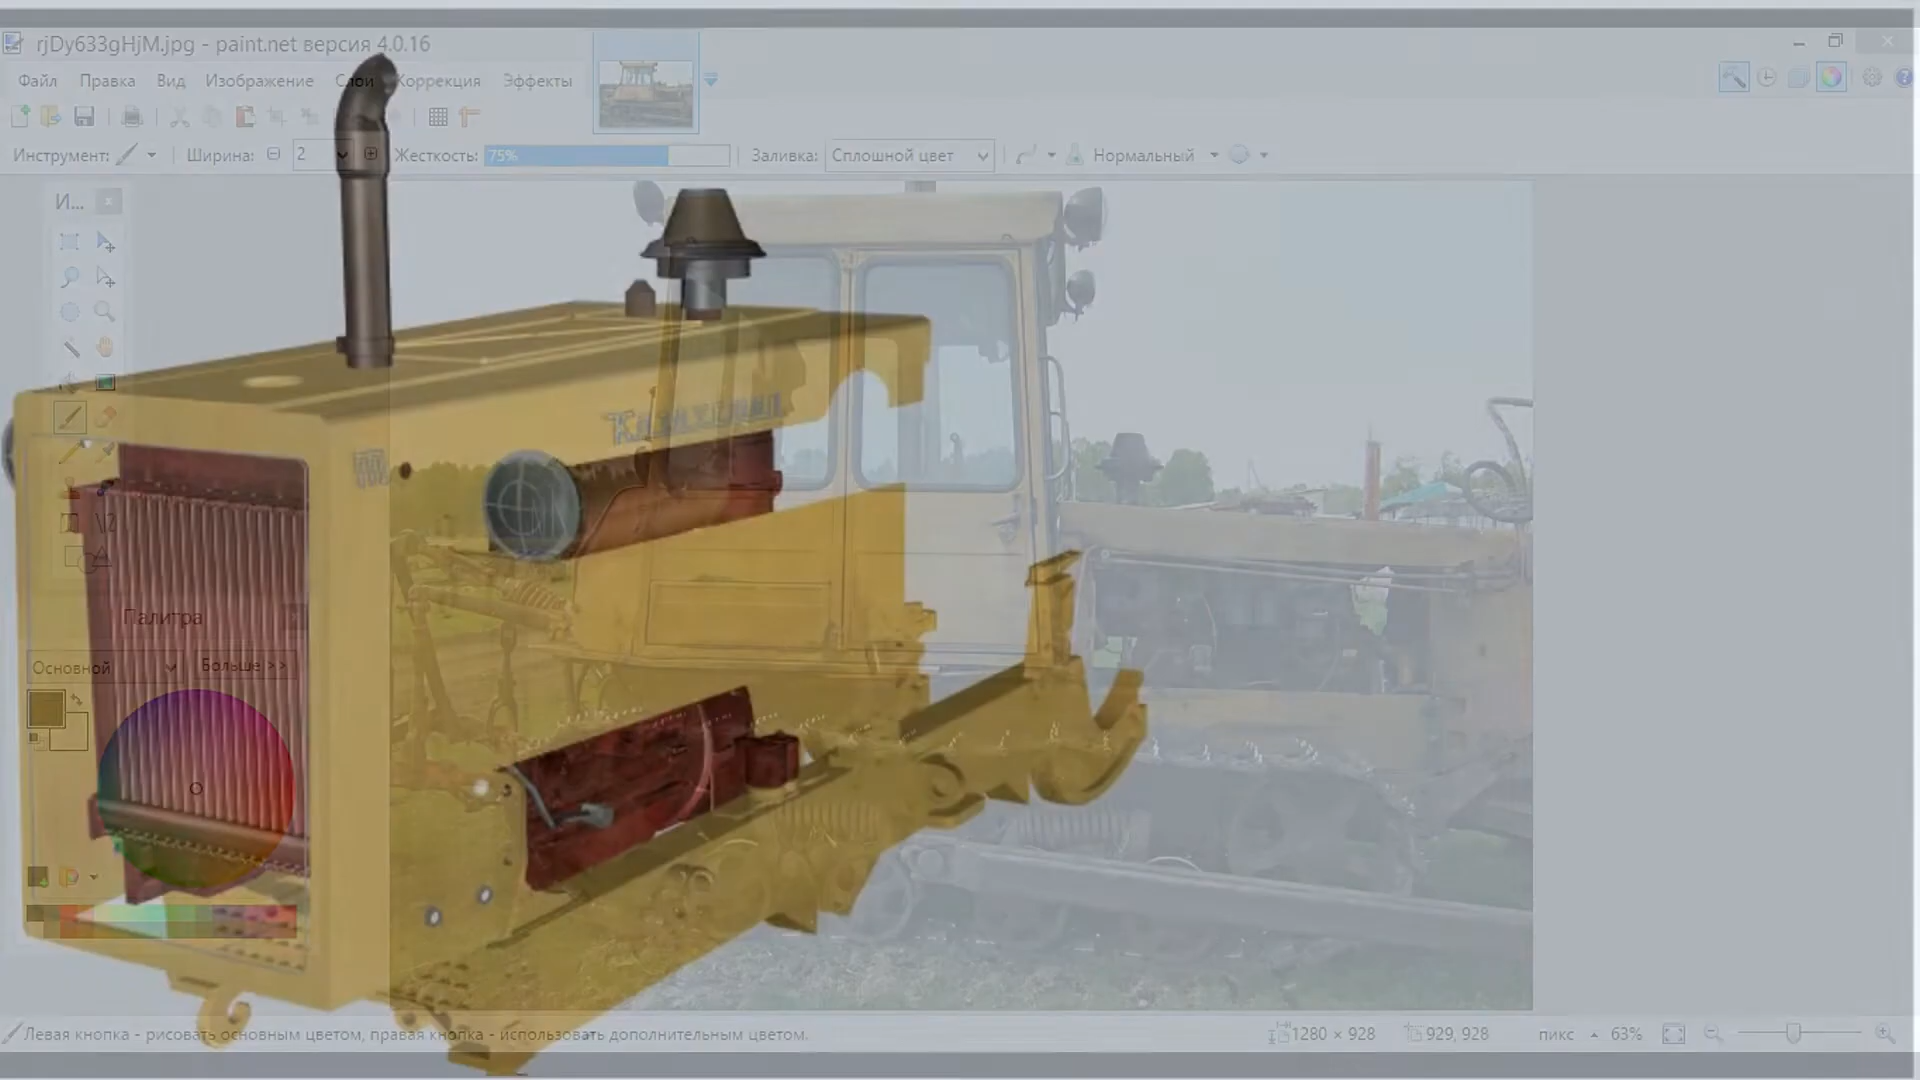 rjDy633gHjM.jpg - paint.net версия 4.0.16
Файл Правка Вид Изображение Слои Коррекция Эффекты
Инструмент: Ширина: 2 Жесткость: 75% Заливка: Сплошной цвет Нормальный
И...
Палитра
Основной Больше >>
Левая кнопка - рисовать основным цветом, правая кнопка - использовать дополнительным цветом.
1280 × 928 929, 928 пикс 63%